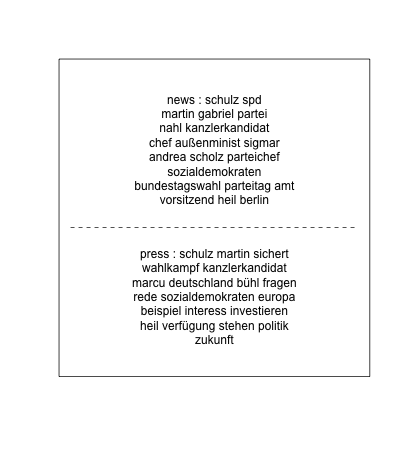 news : schulz spd
martin gabriel partei
nahl kanzlerkandidat
chef außenminist sigmar
andrea scholz parteichef
sozialdemokraten
bundestagswahl parteitag amt
vorsitzend heil berlin
press : schulz martin sichert
wahlkampf kanzlerkandidat
marcu deutschland bühl fragen
rede sozialdemokraten europa
beispiel interess investieren
heil verfügung stehen politik
zukunft